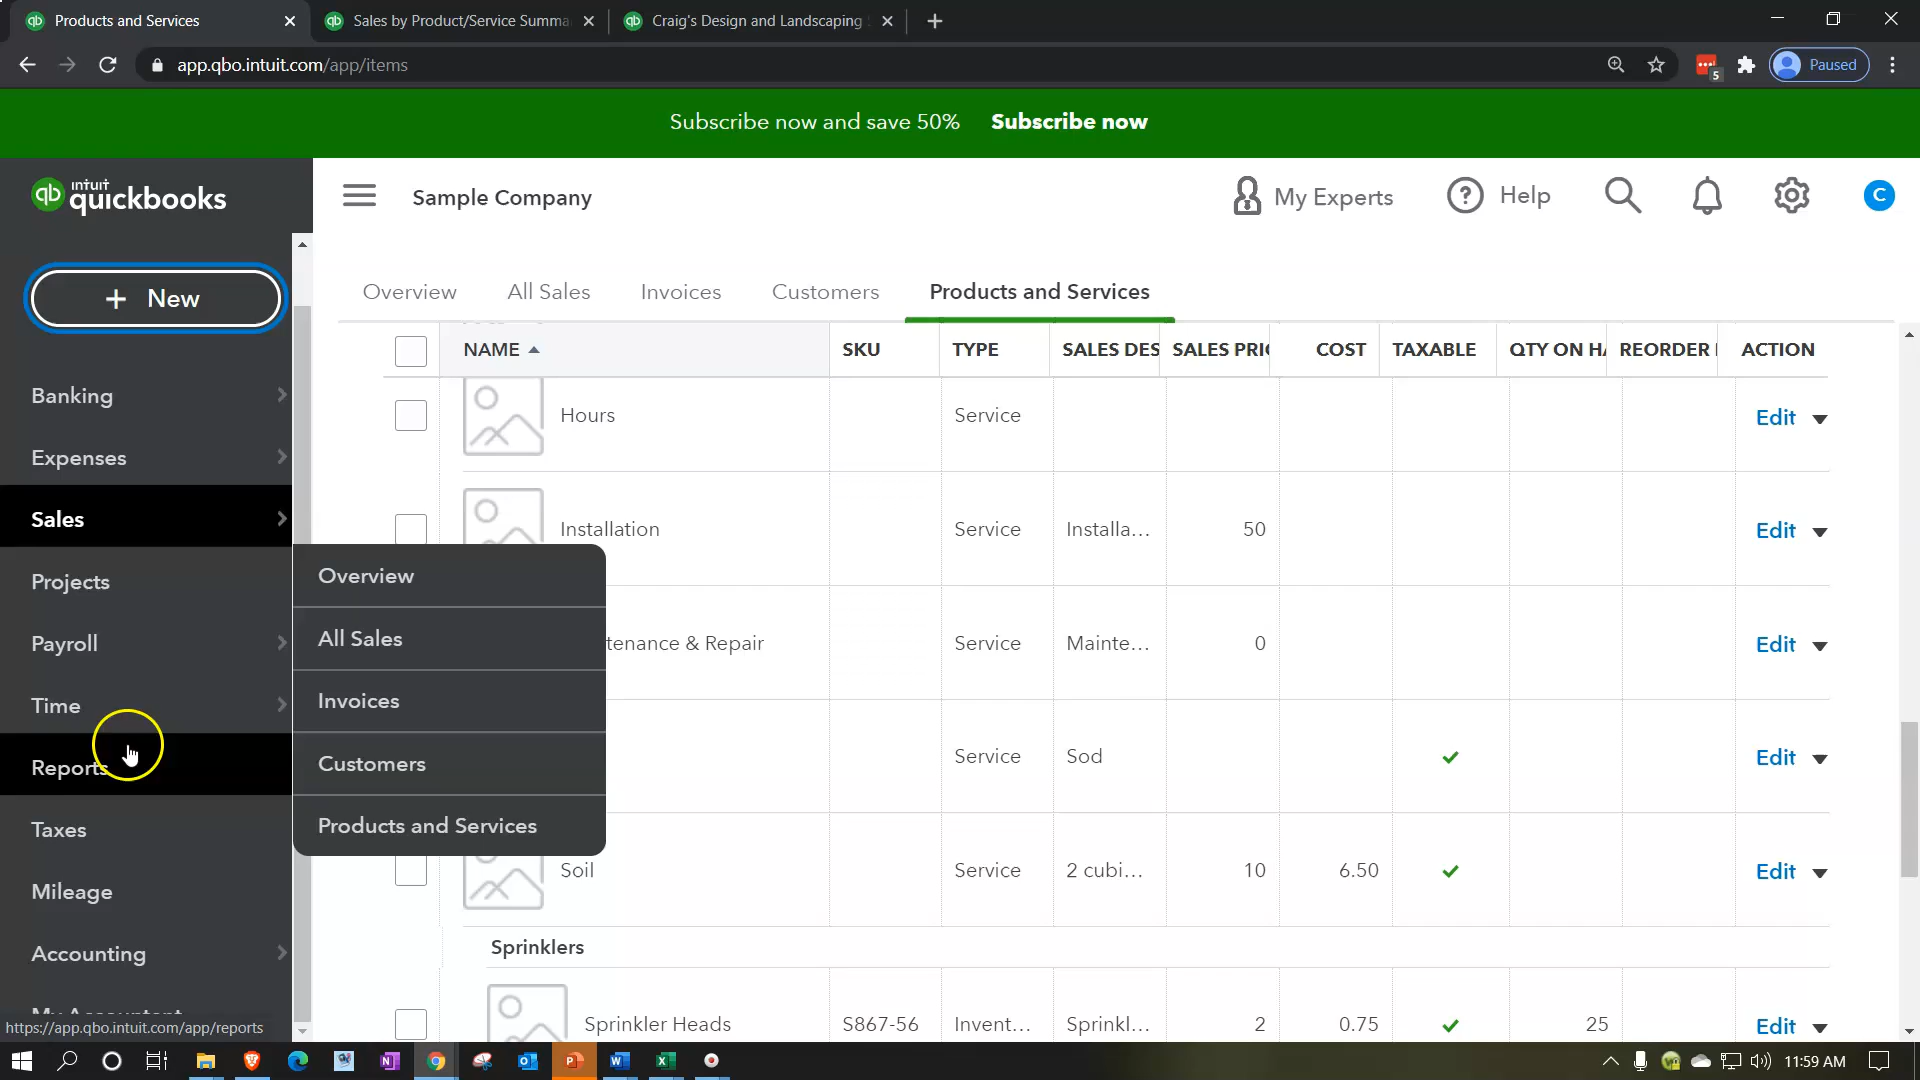 Products and Services
Sales by Product/Service Summa
Craig's Design and Landscaping
app.qbo.intuit.com/app/items
5
Paused
Subscribe now and save 50% Subscribe now
qb intuit quickbooks
Sample Company
My Experts
? Help
C
+ New
Overview All Sales Invoices Customers Products and Services
NAME SKU TYPE SALES DES SALES PRI COST TAXABLE QTY ON HA REORDER ACTION
Banking
Expenses
Sales
Projects
Payroll
Time
Reports
Taxes
Mileage
Accounting
My Accountant
https://app.qbo.intuit.com/app/reports
Overview
All Sales
Invoices
Customers
Products and Services
Hours Service Edit
Installation Service Installa... 50 Edit
tenance & Repair Service Mainte... 0 Edit
Service Sod Edit
Soil Service 2 cubi... 10 6.50 Edit
Sprinklers
Sprinkler Heads S867-56 Invent... Sprinkl... 2 0.75 25 Edit
11:59 AM